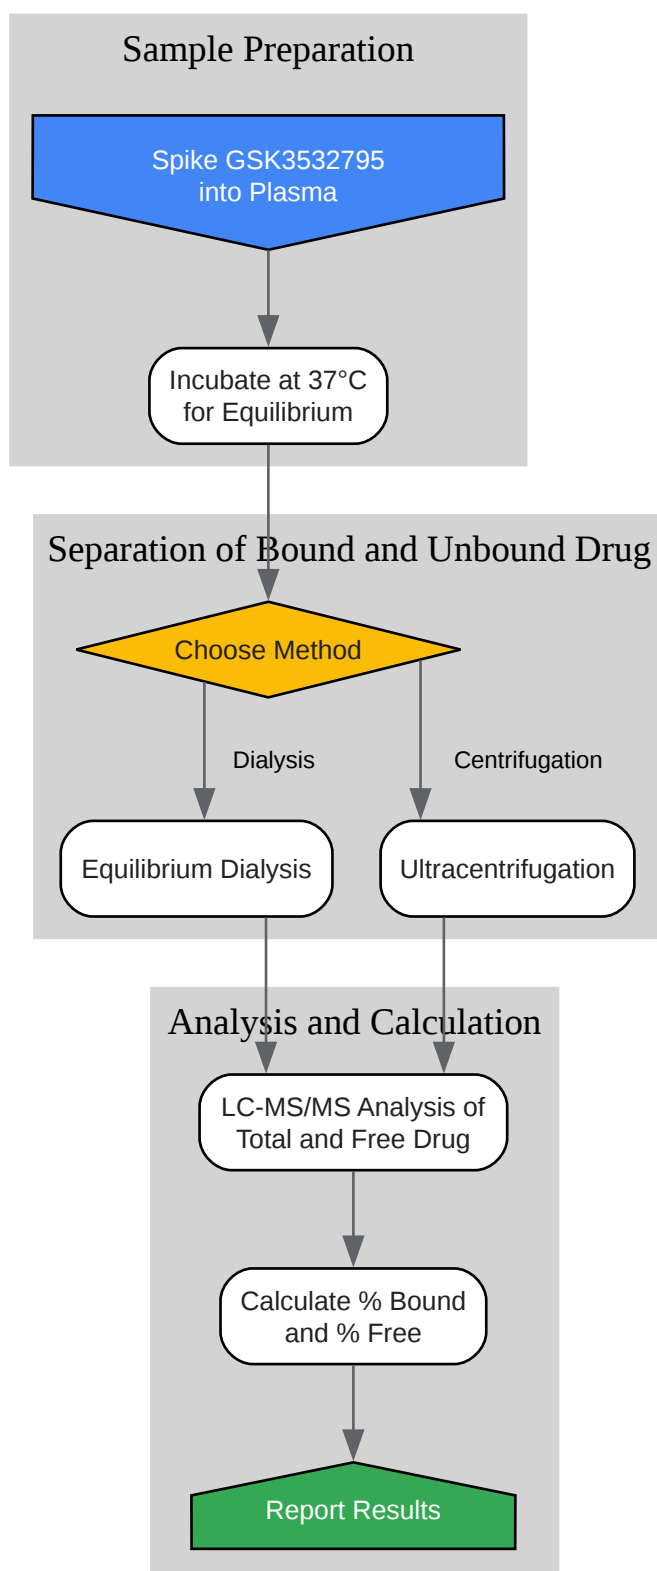 Sample Preparation
Spike GSK3532795
into Plasma
Incubate at 37°C
for Equilibrium
Separation of Bound and Unbound Drug
Choose Method
Dialysis
Centrifugation
Equilibrium Dialysis
Ultracentrifugation
Analysis and Calculation
LC-MS/MS Analysis of
Total and Free Drug
Calculate % Bound
and % Free
Report Results